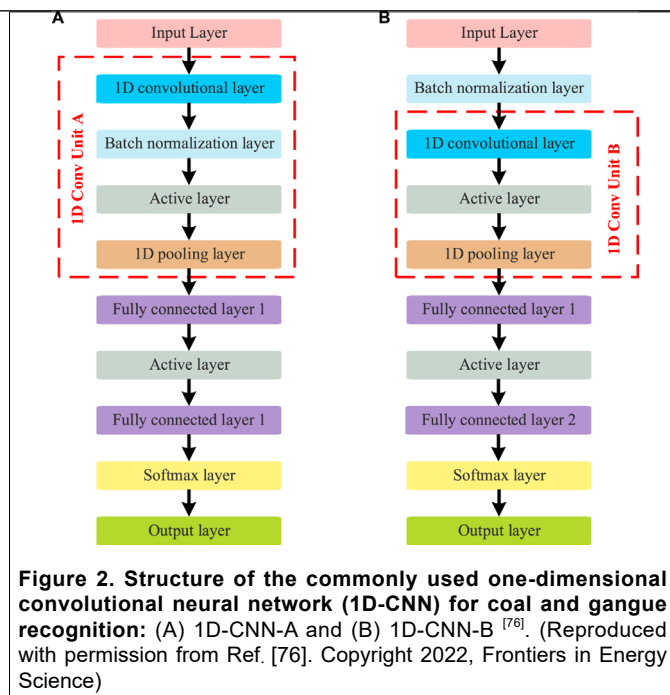 A
Input Layer
1D convolutional layer
Batch normalization layer
Active layer
1D pooling layer
1D Conv Unit A
Fully connected layer 1
Active layer
Fully connected layer 1
Softmax layer
Output layer
B
Input Layer
Batch normalization layer
1D convolutional layer
Active layer
1D pooling layer
1D Conv Unit B
Fully connected layer 1
Active layer
Fully connected layer 2
Softmax layer
Output layer
Figure 2. Structure of the commonly used one-dimensional
convolutional neural network (1D-CNN) for coal and gangue
recognition: (A) 1D-CNN-A and (B) 1D-CNN-B [76]. (Reproduced
with permission from Ref. [76]. Copyright 2022, Frontiers in Energy
Science)